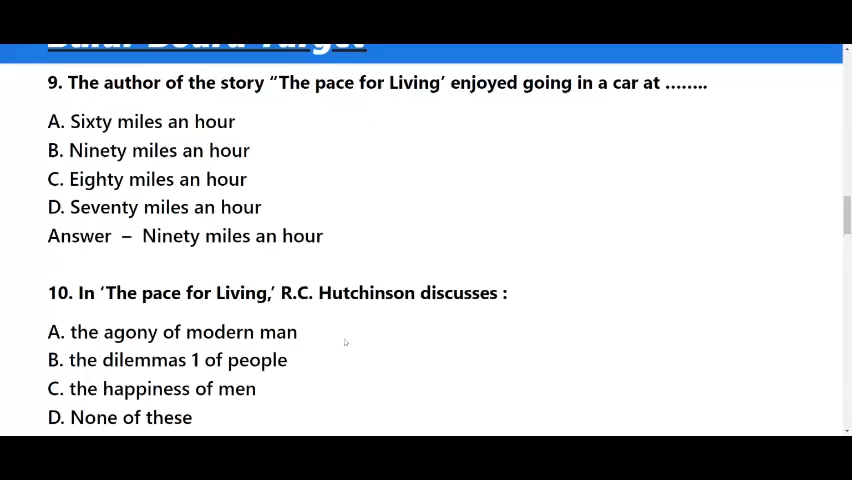 9. The author of the story “The pace for Living’ enjoyed going in a car at ........
A. Sixty miles an hour
B. Ninety miles an hour
C. Eighty miles an hour
D. Seventy miles an hour
Answer – Ninety miles an hour
10. In ‘The pace for Living,’ R.C. Hutchinson discusses :
A. the agony of modern man
B. the dilemmas 1 of people
C. the happiness of men
D. None of these